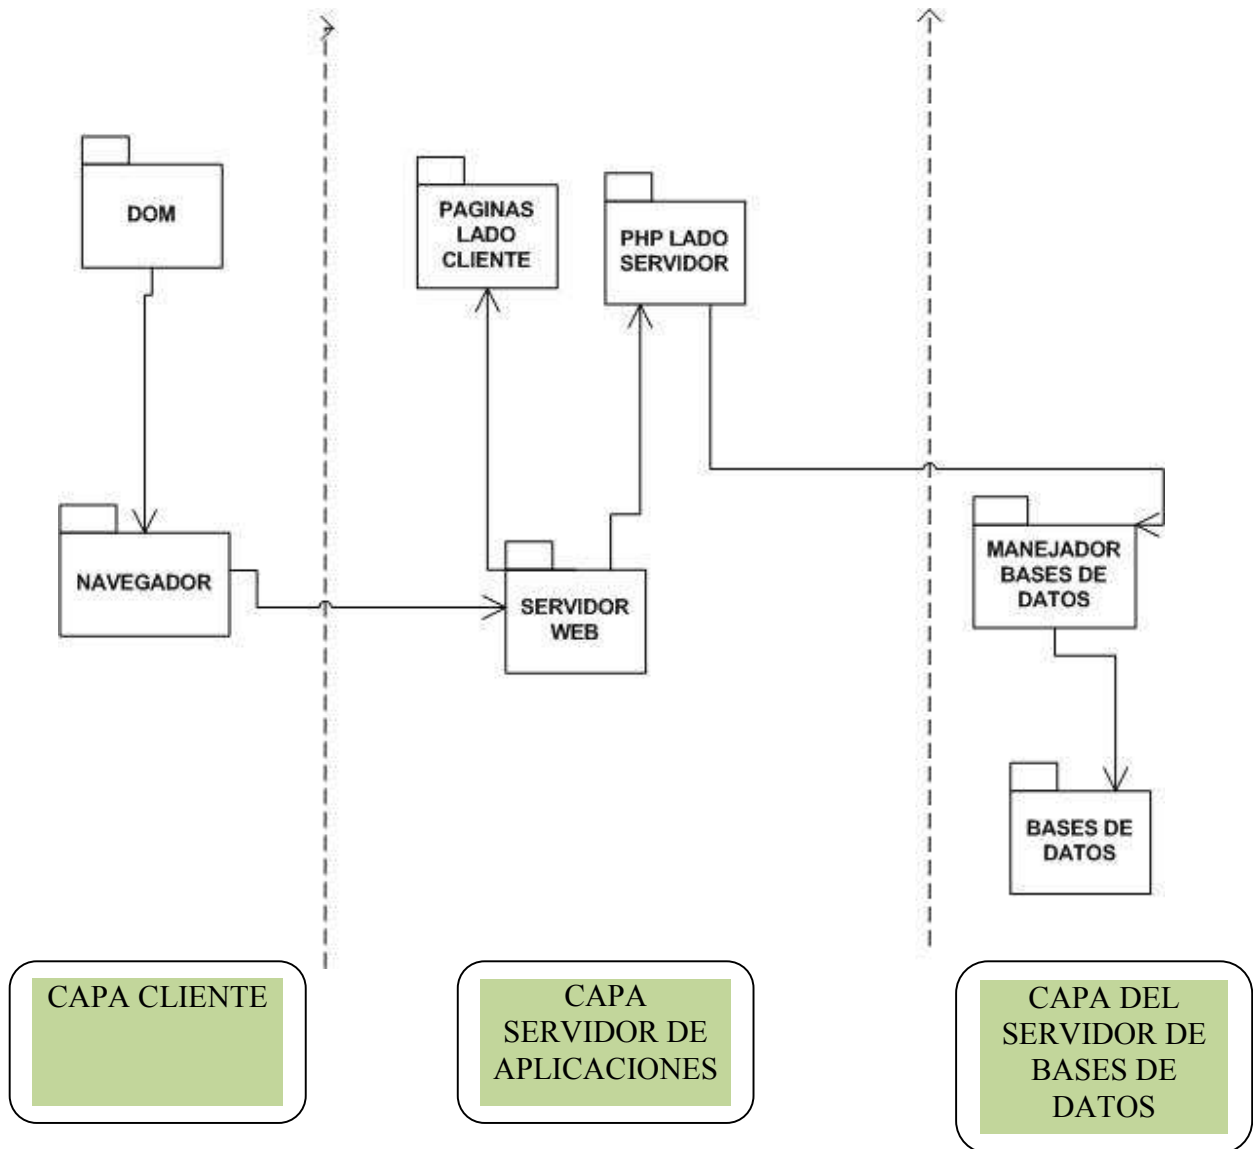 DOM
PAGINAS
LADO
CLIENTE
PHP LADO
SERVIDOR
NAVEGADOR
SERVIDOR
WEB
MANEJADOR
BASES DE
DATOS
BASES DE
DATOS
CAPA CLIENTE
CAPA
SERVIDOR DE
APLICACIONES
CAPA DEL
SERVIDOR DE
BASES DE
DATOS